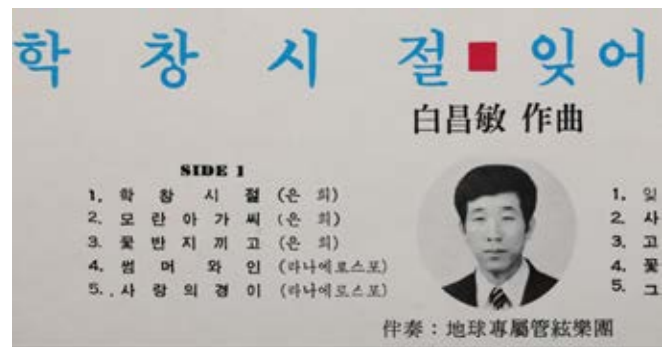 학창시절■잊어
白昌敏 作曲
SIDE 1
1. 학창시절 (은 희)
2. 모란아가씨 (은 희)
3. 꽃반지끼고 (은 희)
4. 썸머와인 (라나에로스포)
5. 사랑의경이 (라나에로스포)
1. 잊
2. 사
3. 고
4. 꽃
5. 그
伴奏：地球專屬管絃樂團